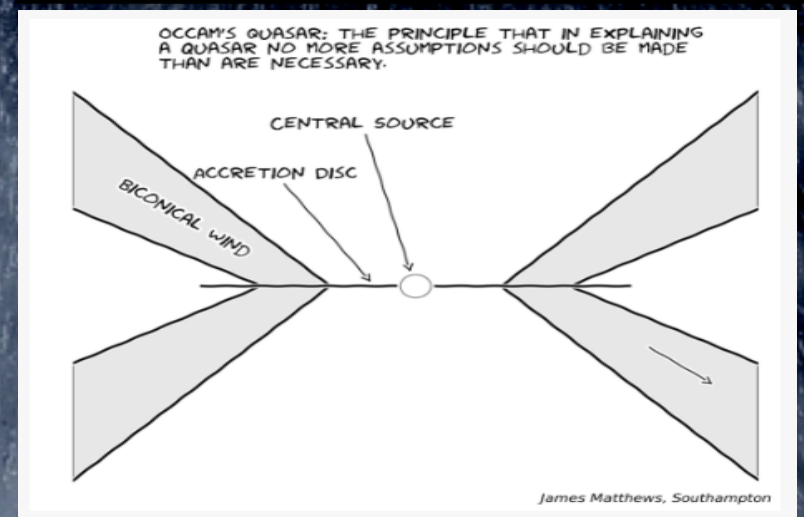 OCCAM'S QUASAR: THE PRINCIPLE THAT IN EXPLAINING
A QUASAR NO MORE ASSUMPTIONS SHOULD BE MADE
THAN ARE NECESSARY.
CENTRAL SOURCE
ACCRETION DISC
BICONICAL WIND
James Matthews, Southampton